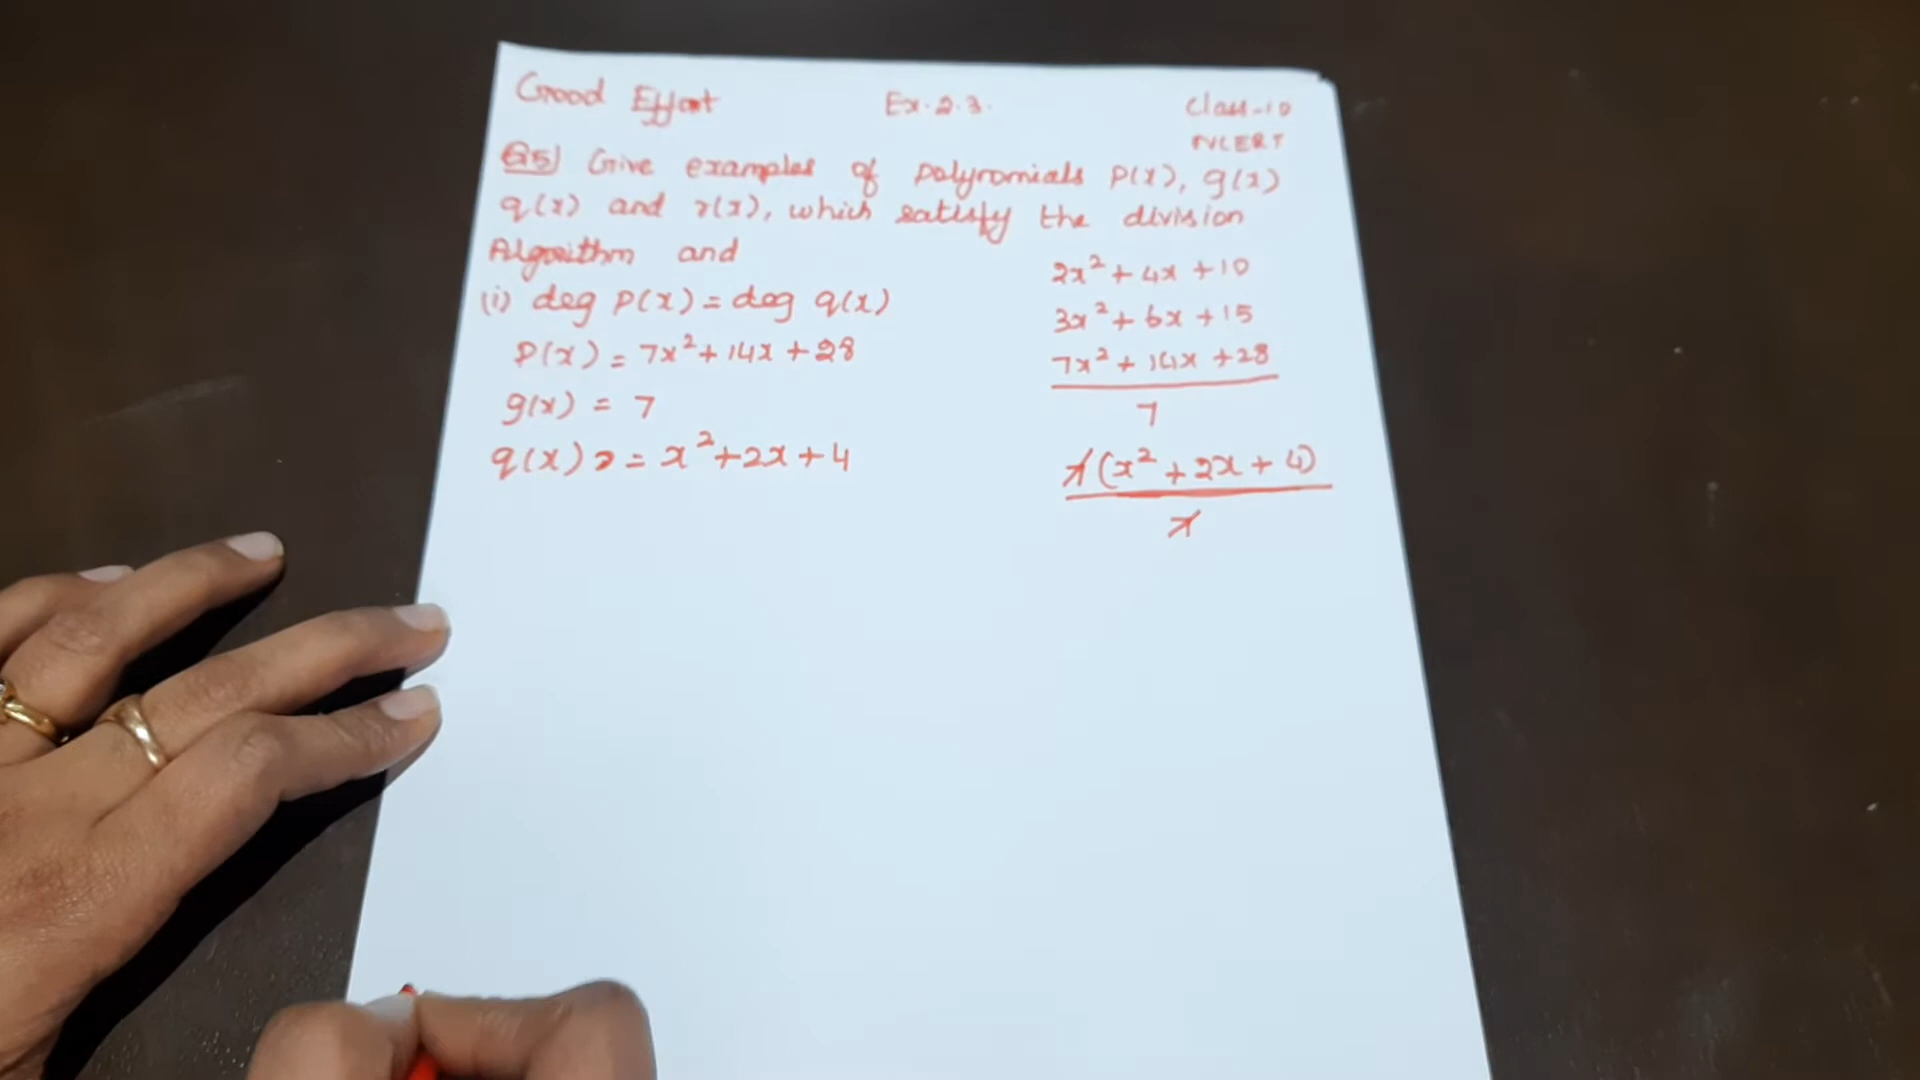 Good Effort Ex. 2.3. Class-10
NCERT
Q5) Give examples of polynomials p(x), g(x)
q(x) and r(x), which satisfy the division
Algorithm and
(i) deg p(x) = deg q(x)
p(x) = 7x² + 14x + 28
g(x) = 7
q(x) = x² + 2x + 4
2x² + 4x + 10
3x² + 6x + 15
7x² + 14x + 28
7
7(x² + 2x + 4)
7